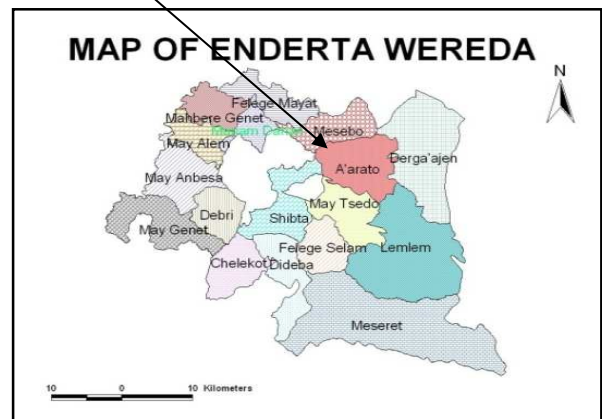 MAP OF ENDERTA WEREDA
N
Felege Mayat
Mahbere Genet
Mesebo
May Alem
Derga'ajen
A'arato
May Anbesa
May Tsedo
Debri
Shibta
May Genet
Felege Selam
Lemlem
Chelekot
Dideba
Meseret
10 0 10 Kilometers